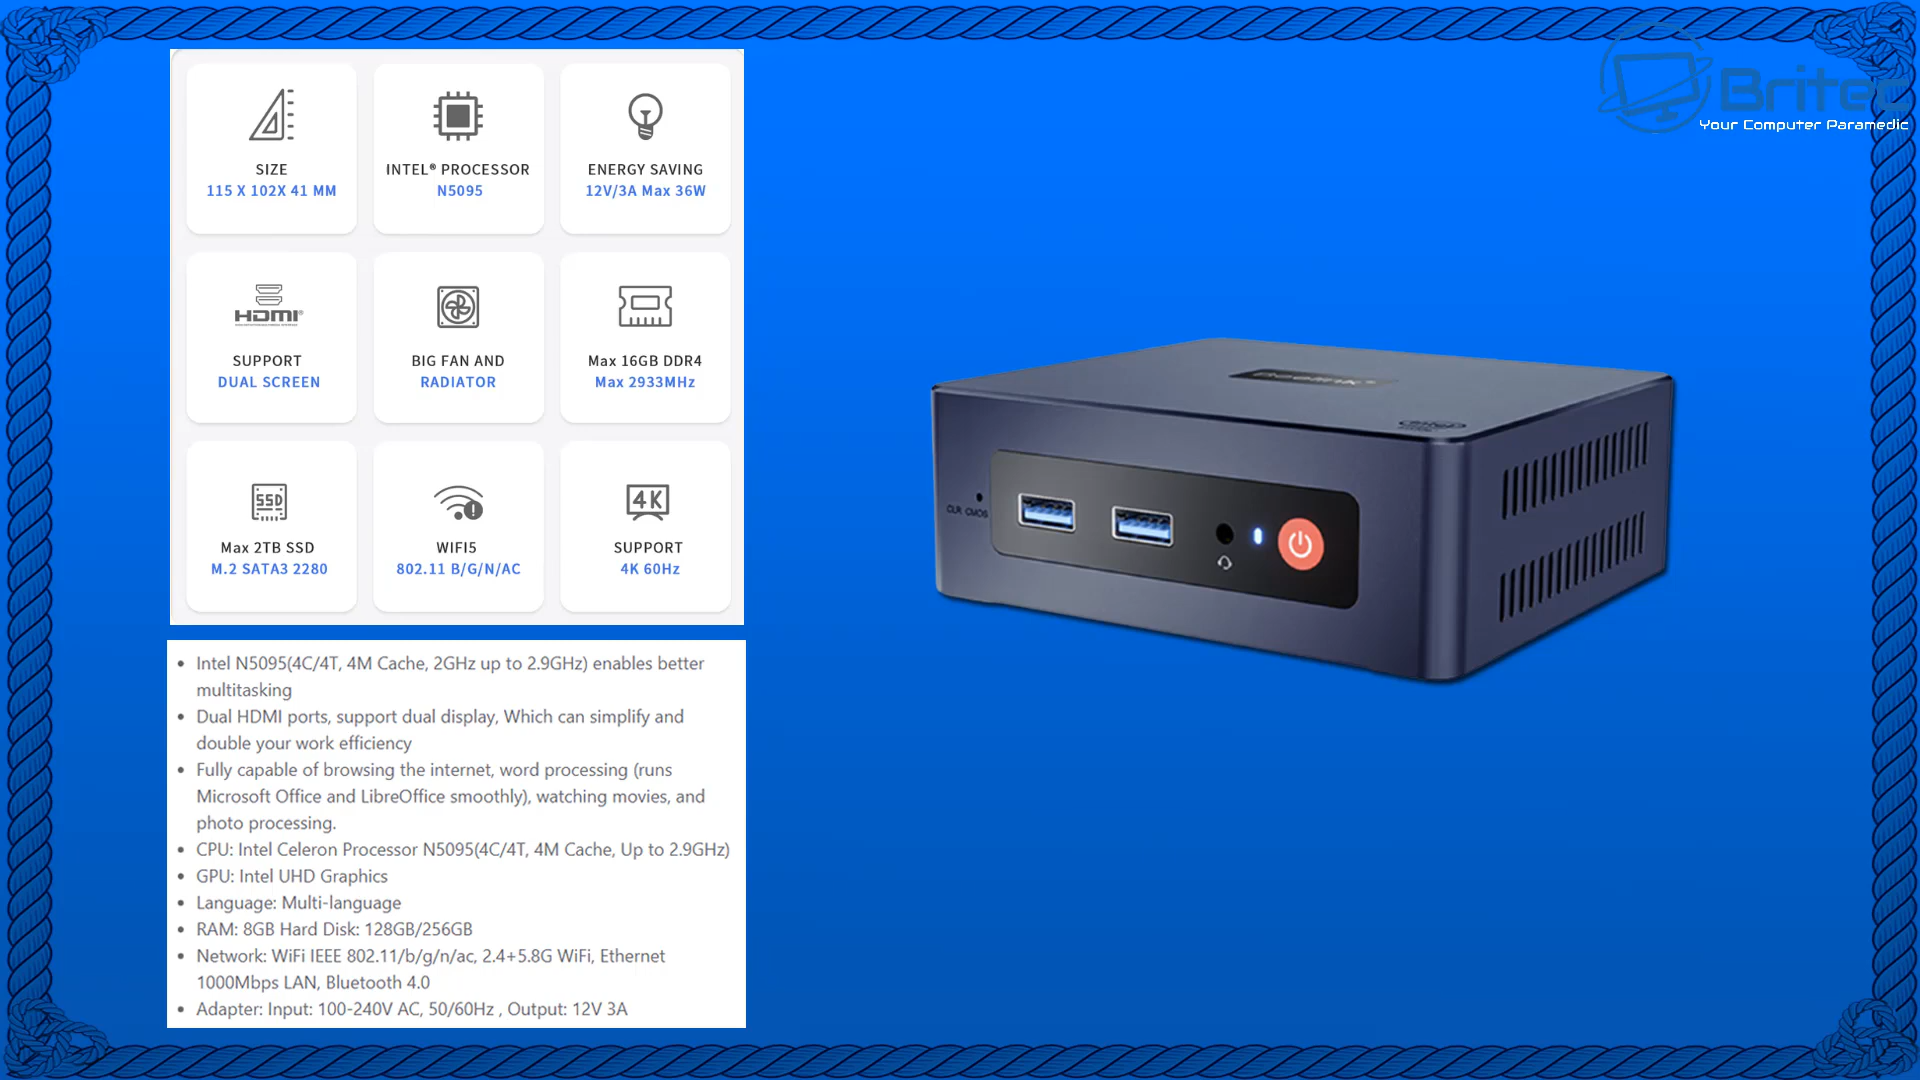 Britec
Your Computer Paramedic
SIZE
115 X 102X 41 MM
INTEL® PROCESSOR
N5095
ENERGY SAVING
12V/3A Max 36W
HDMI®
SUPPORT
DUAL SCREEN
BIG FAN AND
RADIATOR
Max 16GB DDR4
Max 2933MHz
SSD
Max 2TB SSD
M.2 SATA3 2280
WIFI5
802.11 B/G/N/AC
4K
SUPPORT
4K 60Hz
Beelink®
intel
CLR CMOS
• Intel N5095(4C/4T, 4M Cache, 2GHz up to 2.9GHz) enables better
multitasking
• Dual HDMI ports, support dual display, Which can simplify and
double your work efficiency
• Fully capable of browsing the internet, word processing (runs
Microsoft Office and LibreOffice smoothly), watching movies, and
photo processing.
• CPU: Intel Celeron Processor N5095(4C/4T, 4M Cache, Up to 2.9GHz)
• GPU: Intel UHD Graphics
• Language: Multi-language
• RAM: 8GB Hard Disk: 128GB/256GB
• Network: WiFi IEEE 802.11/b/g/n/ac, 2.4+5.8G WiFi, Ethernet
1000Mbps LAN, Bluetooth 4.0
• Adapter: Input: 100-240V AC, 50/60Hz , Output: 12V 3A